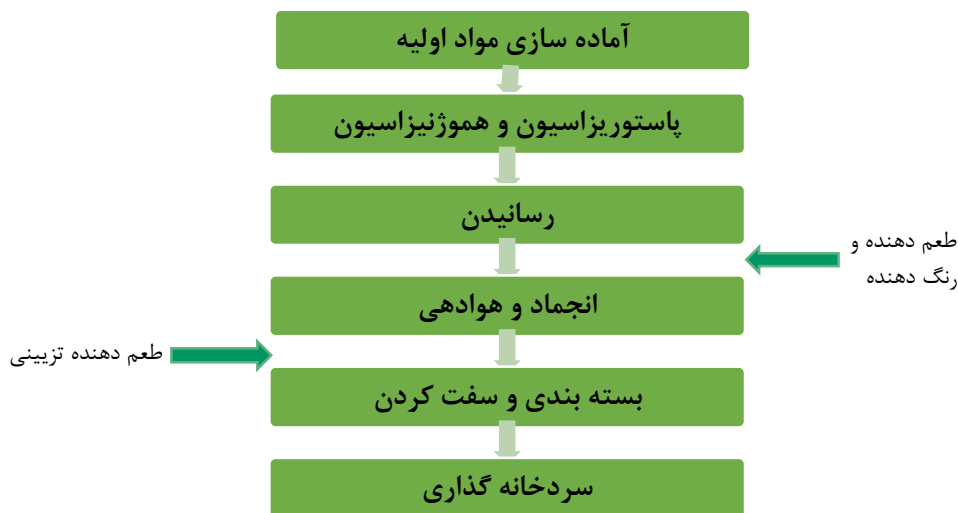 آماده سازی مواد اولیه
پاستوریزاسیون و هموژنیزاسیون
رسانیدن
طعم دهنده و
رنگ دهنده
انجماد و هوادهی
طعم دهنده تزیینی
بسته بندی و سفت کردن
سردخانه گذاری